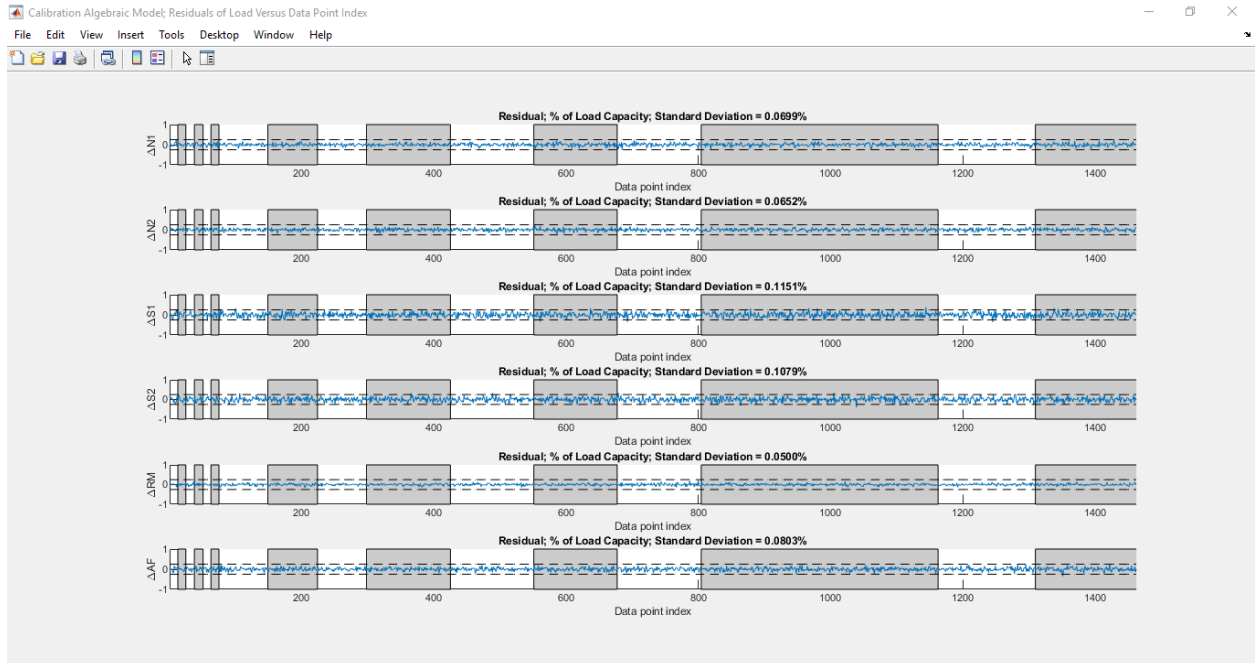 Calibration Algebraic Model; Residuals of Load Versus Data Point Index
File Edit View Insert Tools Desktop Window Help
Residual; % of Load Capacity; Standard Deviation = 0.0699%
1
0
-1
ΔN1
200 400 600 800 1000 1200 1400
Data point index
Residual; % of Load Capacity; Standard Deviation = 0.0652%
1
0
-1
ΔN2
200 400 600 800 1000 1200 1400
Data point index
Residual; % of Load Capacity; Standard Deviation = 0.1151%
1
0
-1
ΔS1
200 400 600 800 1000 1200 1400
Data point index
Residual; % of Load Capacity; Standard Deviation = 0.1079%
1
0
-1
ΔS2
200 400 600 800 1000 1200 1400
Data point index
Residual; % of Load Capacity; Standard Deviation = 0.0500%
1
0
-1
ΔRM
200 400 600 800 1000 1200 1400
Data point index
Residual; % of Load Capacity; Standard Deviation = 0.0803%
1
0
-1
ΔAF
200 400 600 800 1000 1200 1400
Data point index